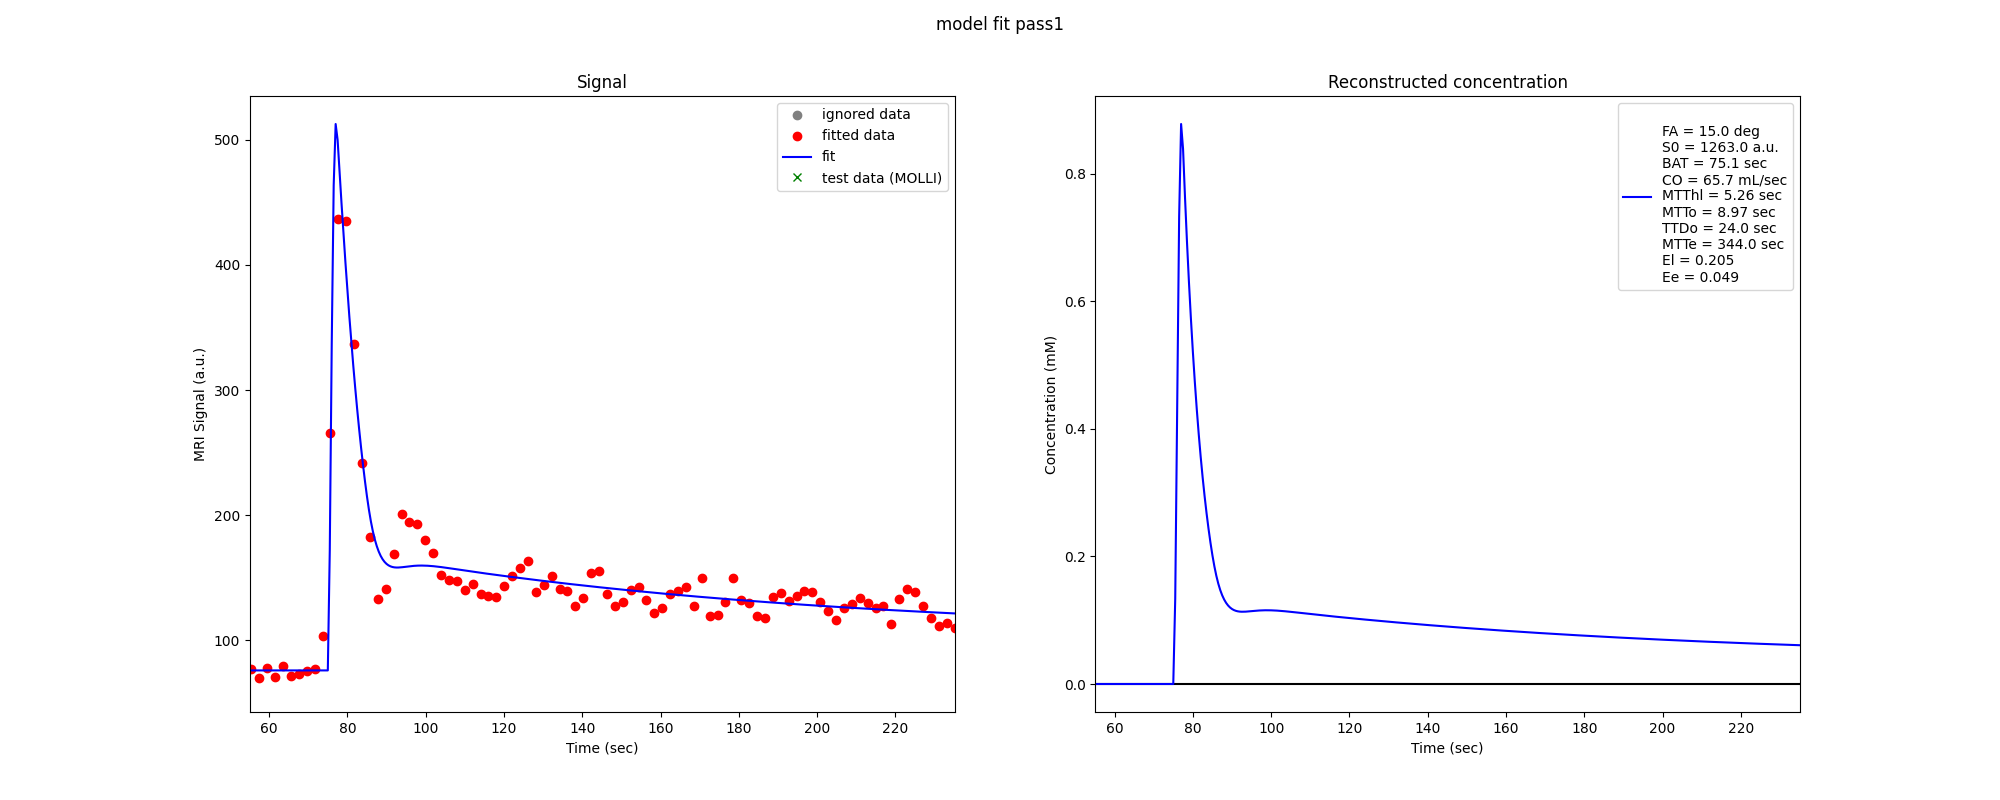 model fit pass1
Signal
MRI Signal (a.u.)
500
400
300
200
100
60 80 100 120 140 160 180 200 220
Time (sec)
ignored data
fitted data
fit
test data (MOLLI)
Reconstructed concentration
Concentration (mM)
0.8
0.6
0.4
0.2
0.0
60 80 100 120 140 160 180 200 220
Time (sec)
FA = 15.0 deg
S0 = 1263.0 a.u.
BAT = 75.1 sec
CO = 65.7 mL/sec
MTThl = 5.26 sec
MTTo = 8.97 sec
TTDo = 24.0 sec
MTTe = 344.0 sec
El = 0.205
Ee = 0.049